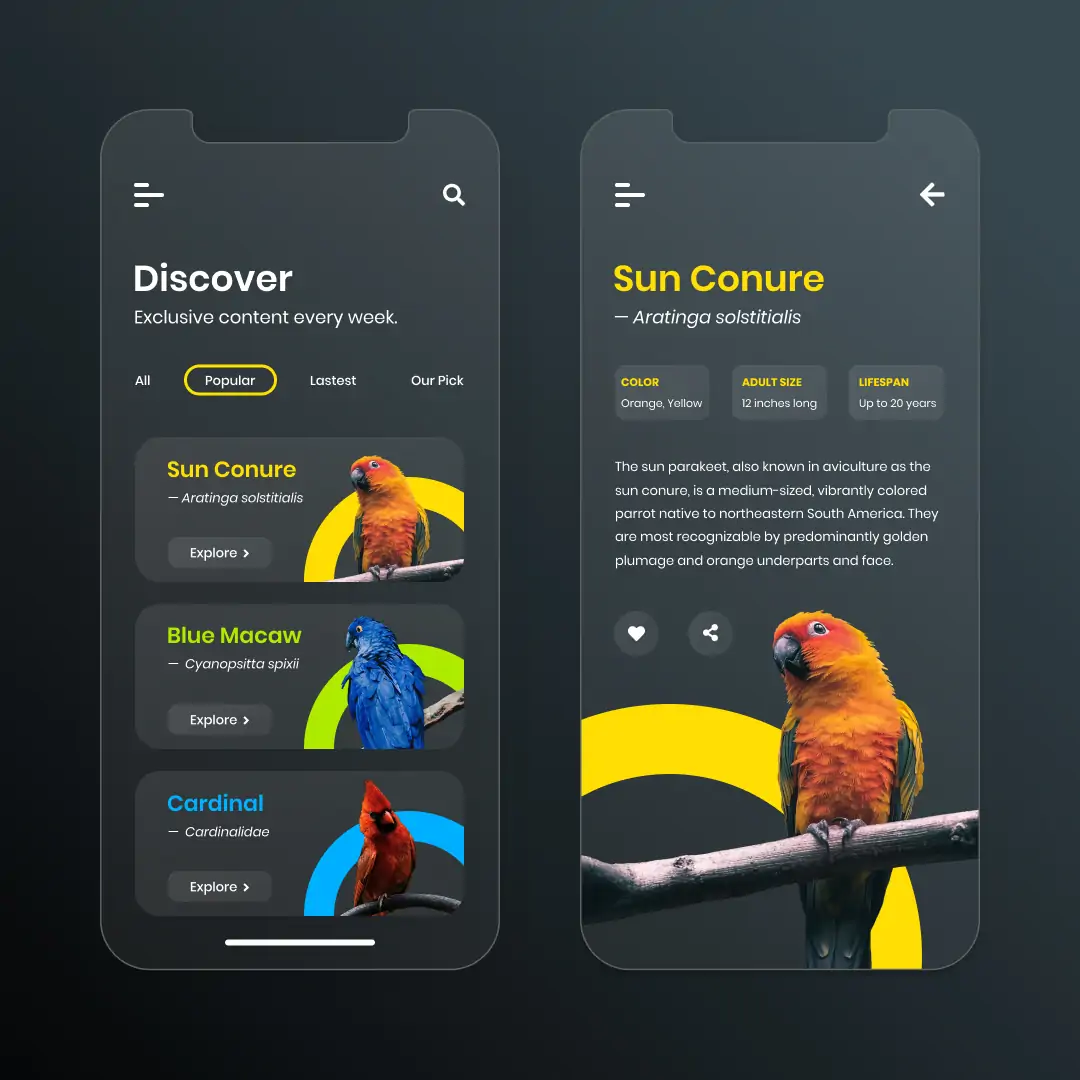 Discover
Exclusive content every week.
All
Popular
Lastest
Our Pick
Sun Conure
— Aratinga solstitialis
Explore
Blue Macaw
— Cyanopsitta spixii
Explore
Cardinal
— Cardinalidae
Explore
Sun Conure
— Aratinga solstitialis
COLOR
Orange, Yellow
ADULT SIZE
12 inches long
LIFESPAN
Up to 20 years
The sun parakeet, also known in aviculture as the
sun conure, is a medium-sized, vibrantly colored
parrot native to northeastern South America. They
are most recognizable by predominantly golden
plumage and orange underparts and face.